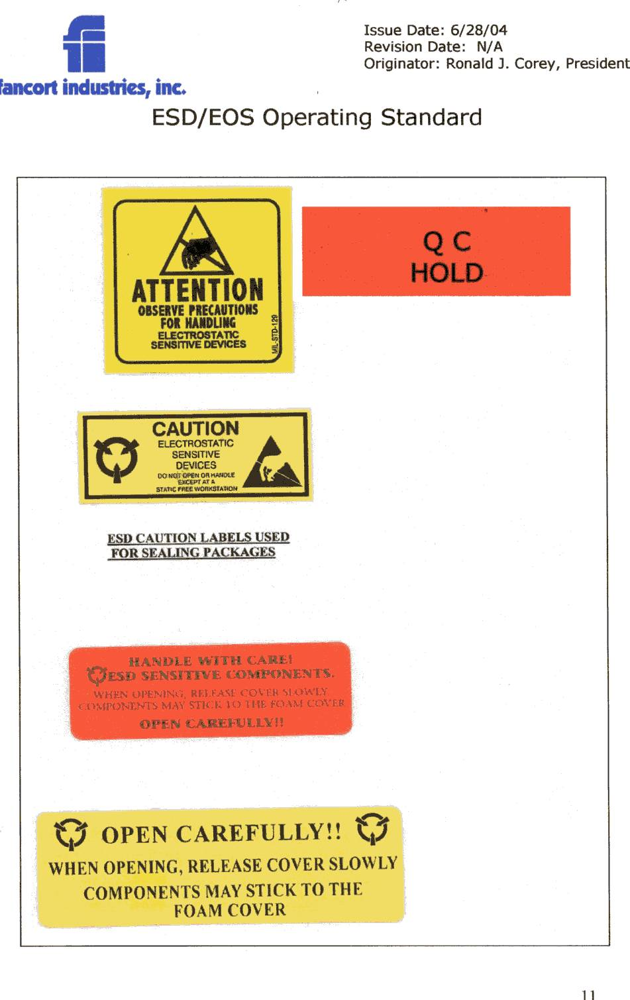 fi
Issue Date: 6/28/04
Revision Date: N/A
Originator: Ronald J. Corey, President
fancort industries, inc.
ESD/EOS Operating Standard
ATTENTION
OBSERVE PRECAUTIONS
FOR HANDLING
ELECTROSTATIC
SENSITIVE DEVICES
MIL-STD-129
Q C
HOLD
CAUTION
ELECTROSTATIC
SENSITIVE
DEVICES
DO NOT OPEN OR HANDLE
EXCEPT AT A
STATIC FREE WORKSTATION
ESD CAUTION LABELS USED
FOR SEALING PACKAGES
HANDLE WITH CARE!
ESD SENSITIVE COMPONENTS.
WHEN OPENING, RELEASE COVER SLOWLY
COMPONENTS MAY STICK TO THE FOAM COVER
OPEN CAREFULLY!!
OPEN CAREFULLY!!
WHEN OPENING, RELEASE COVER SLOWLY
COMPONENTS MAY STICK TO THE
FOAM COVER
11